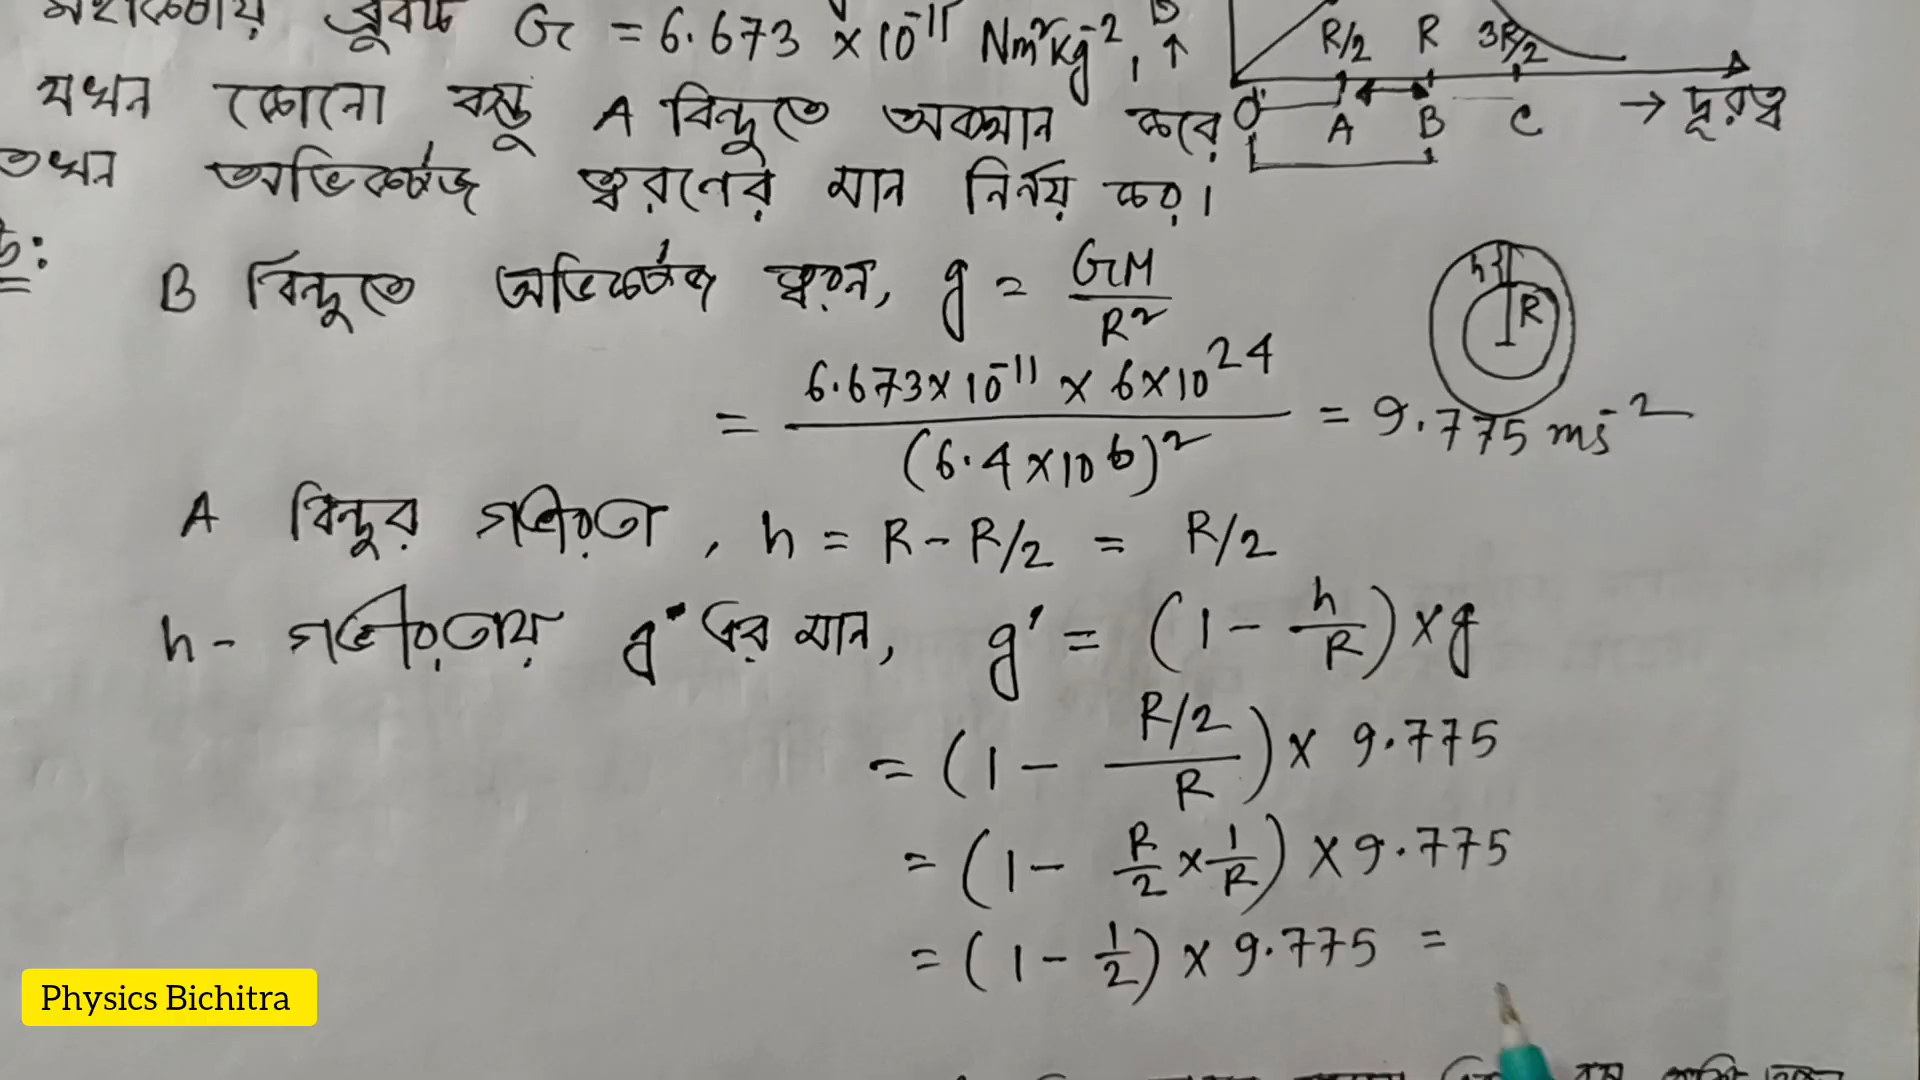 ধ্রুবক G = 6.673 × 10⁻¹¹ Nm²kg⁻²,
R/2 R 3R/2
যখন কোনো বস্তু A বিন্দুতে অবস্থান করে
O A B C → দূরত্ব
তখন অভিকর্ষজ ত্বরণের মান নির্নয় কর।
B বিন্দুতে অভিকর্ষজ ত্বরন, g = GM/R²
h R
= 6.673×10⁻¹¹ × 6×10²⁴ / (6.4×10⁶)² = 9.775 ms⁻²
A বিন্দুর গভীরতা, h = R - R/2 = R/2
h- গভীরতায় g এর মান, g' = (1 - h/R) × g
= (1 - R/2 / R) × 9.775
= (1 - R/2 × 1/R) × 9.775
= (1 - 1/2) × 9.775 =
Physics Bichitra